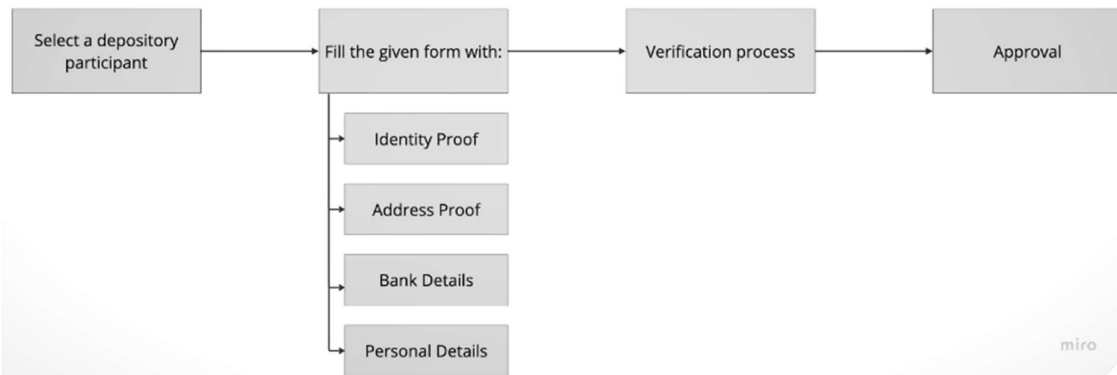 Select a depository
participant
Fill the given form with:
Verification process
Approval
Identity Proof
Address Proof
Bank Details
Personal Details
miro